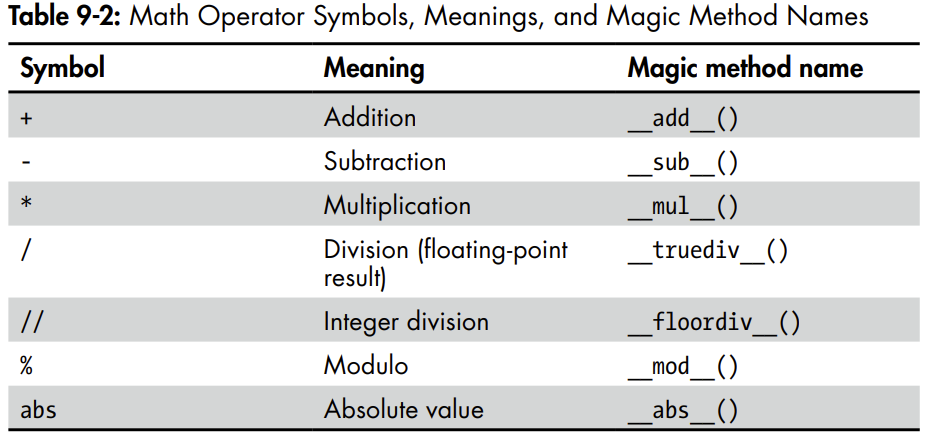 Table 9-2: Math Operator Symbols, Meanings, and Magic Method Names
Symbol Meaning Magic method name
+ Addition __add__()
- Subtraction __sub__()
* Multiplication __mul__()
/ Division (floating-point __truediv__()
result)
// Integer division __floordiv__()
% Modulo __mod__()
abs Absolute value __abs__()